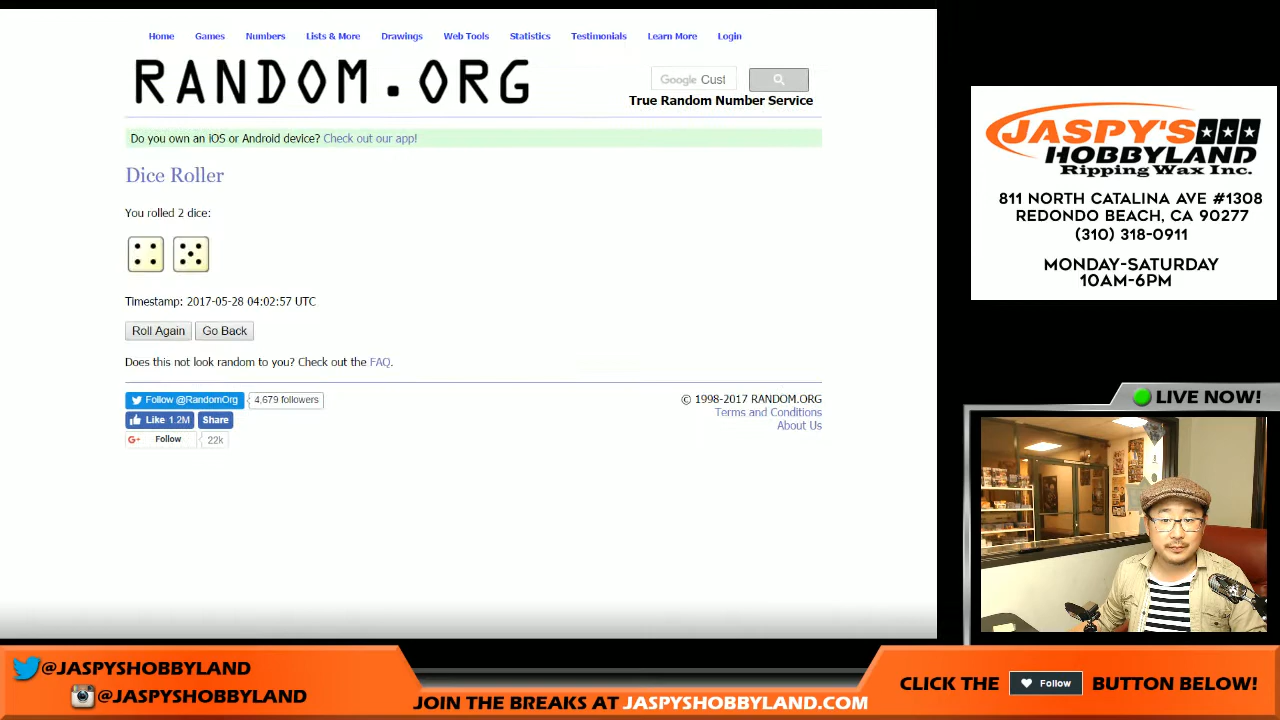 Home Games Numbers Lists & More Drawings Web Tools Statistics Testimonials Learn More Login
RANDOM.ORG
Google Cust
True Random Number Service
Do you own an iOS or Android device? Check out our app!
Dice Roller
You rolled 2 dice:
Timestamp: 2017-05-28 04:02:57 UTC
Roll Again Go Back
Does this not look random to you? Check out the FAQ.
Follow @RandomOrg 4,679 followers
Like 1.2M Share
G+ Follow 22k
© 1998-2017 RANDOM.ORG
Terms and Conditions
About Us
JASPY'S
HOBBYLAND
Ripping Wax Inc.
811 NORTH CATALINA AVE #1308
REDONDO BEACH, CA 90277
(310) 318-0911
MONDAY-SATURDAY
10AM-6PM
LIVE NOW!
@JASPYSHOBBYLAND
@JASPYSHOBBYLAND
JOIN THE BREAKS AT JASPYSHOBBYLAND.COM
CLICK THE Follow BUTTON BELOW!